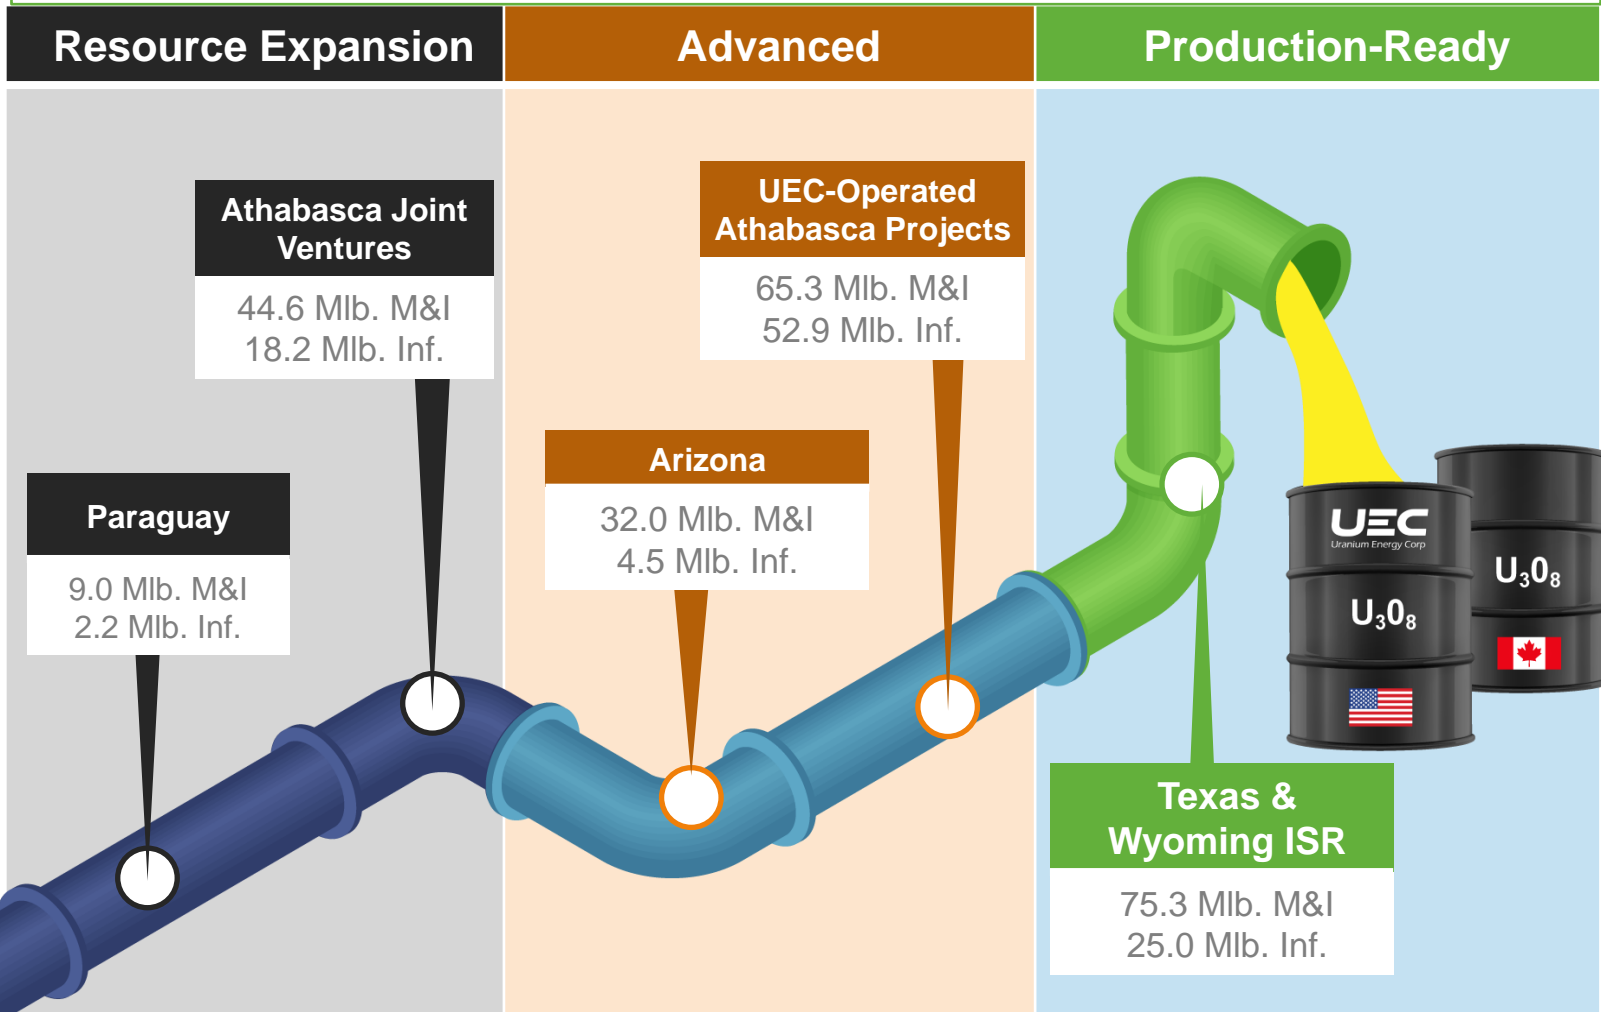 Resource Expansion
Advanced
Production-Ready
Athabasca Joint
Ventures
44.6 Mlb. M&I
18.2 Mlb. Inf.
UEC-Operated
Athabasca Projects
65.3 Mlb. M&I
52.9 Mlb. Inf.
Paraguay
9.0 Mlb. M&I
2.2 Mlb. Inf.
Arizona
32.0 Mlb. M&I
4.5 Mlb. Inf.
UEC
Uranium Energy Corp
U₃0₈
U₃0₈
Texas &
Wyoming ISR
75.3 Mlb. M&I
25.0 Mlb. Inf.